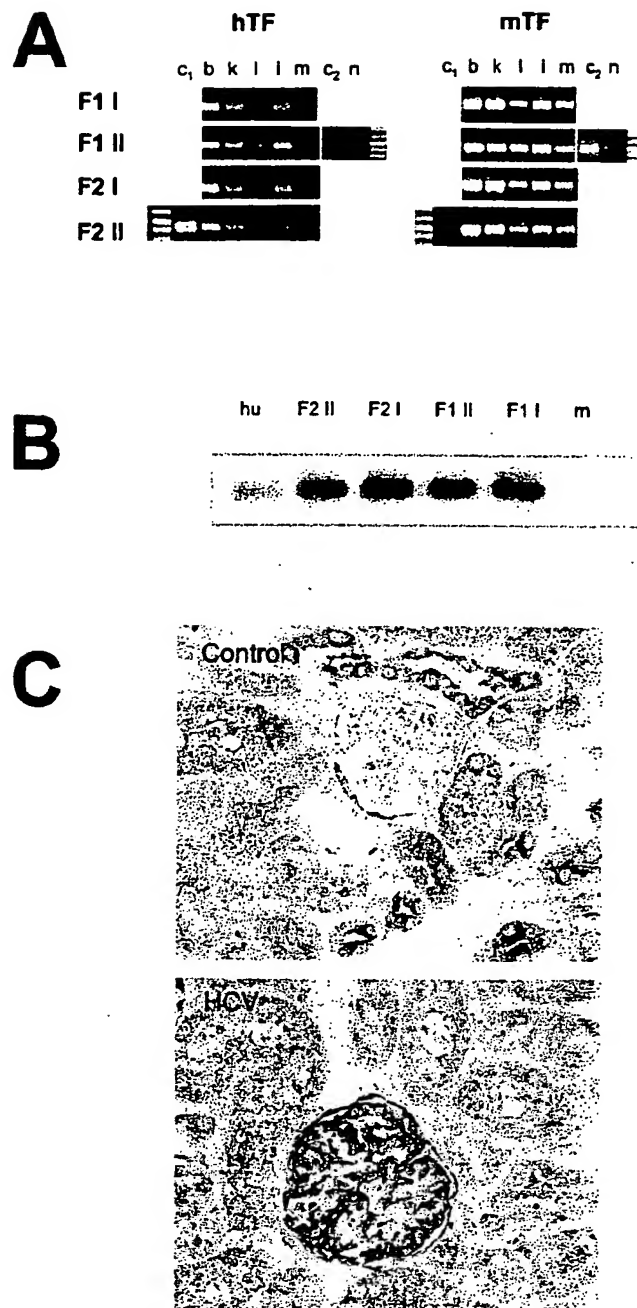 A
hTF mTF
c1 b k l i m c2 n c1 b k l i m c2 n
F1 I
F1 II
F2 I
F2 II
B
hu F2 II F2 I F1 II F1 I m
C
Control
HCV